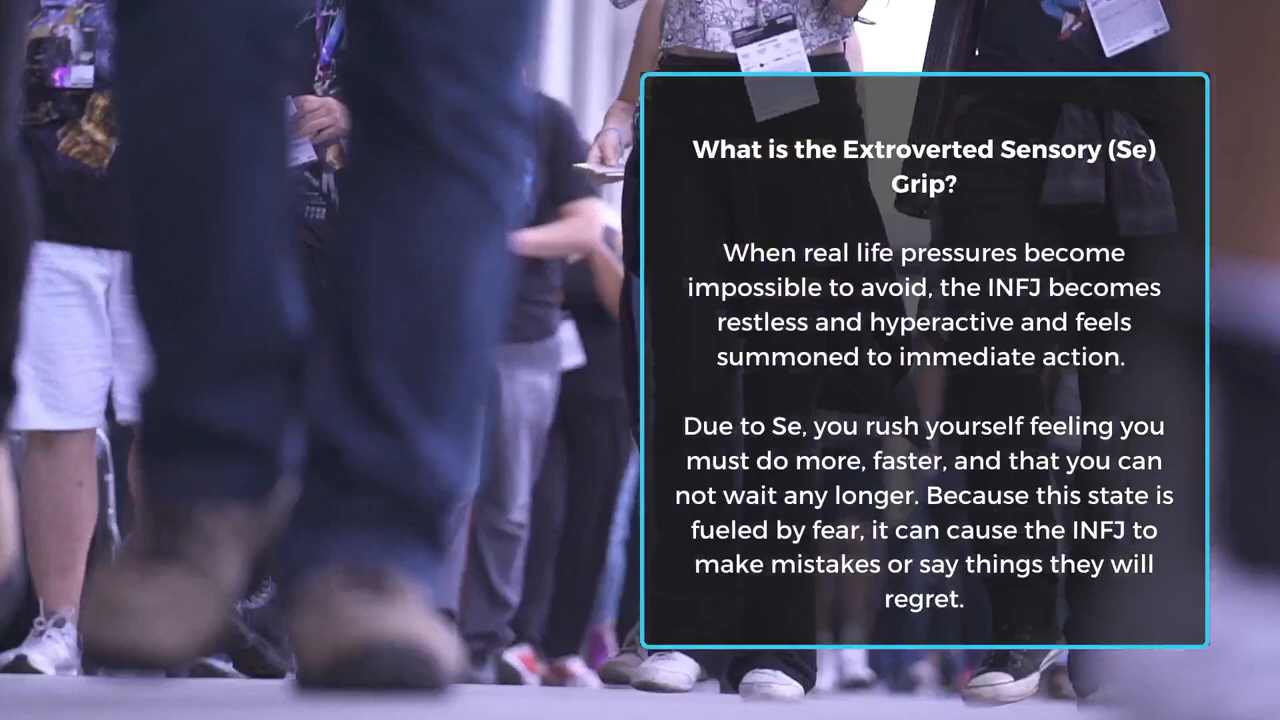 What is the Extroverted Sensory (Se)
Grip?
When real life pressures become
impossible to avoid, the INFJ becomes
restless and hyperactive and feels
summoned to immediate action.
Due to Se, you rush yourself feeling you
must do more, faster, and that you can
not wait any longer. Because this state is
fueled by fear, it can cause the INFJ to
make mistakes or say things they will
regret.